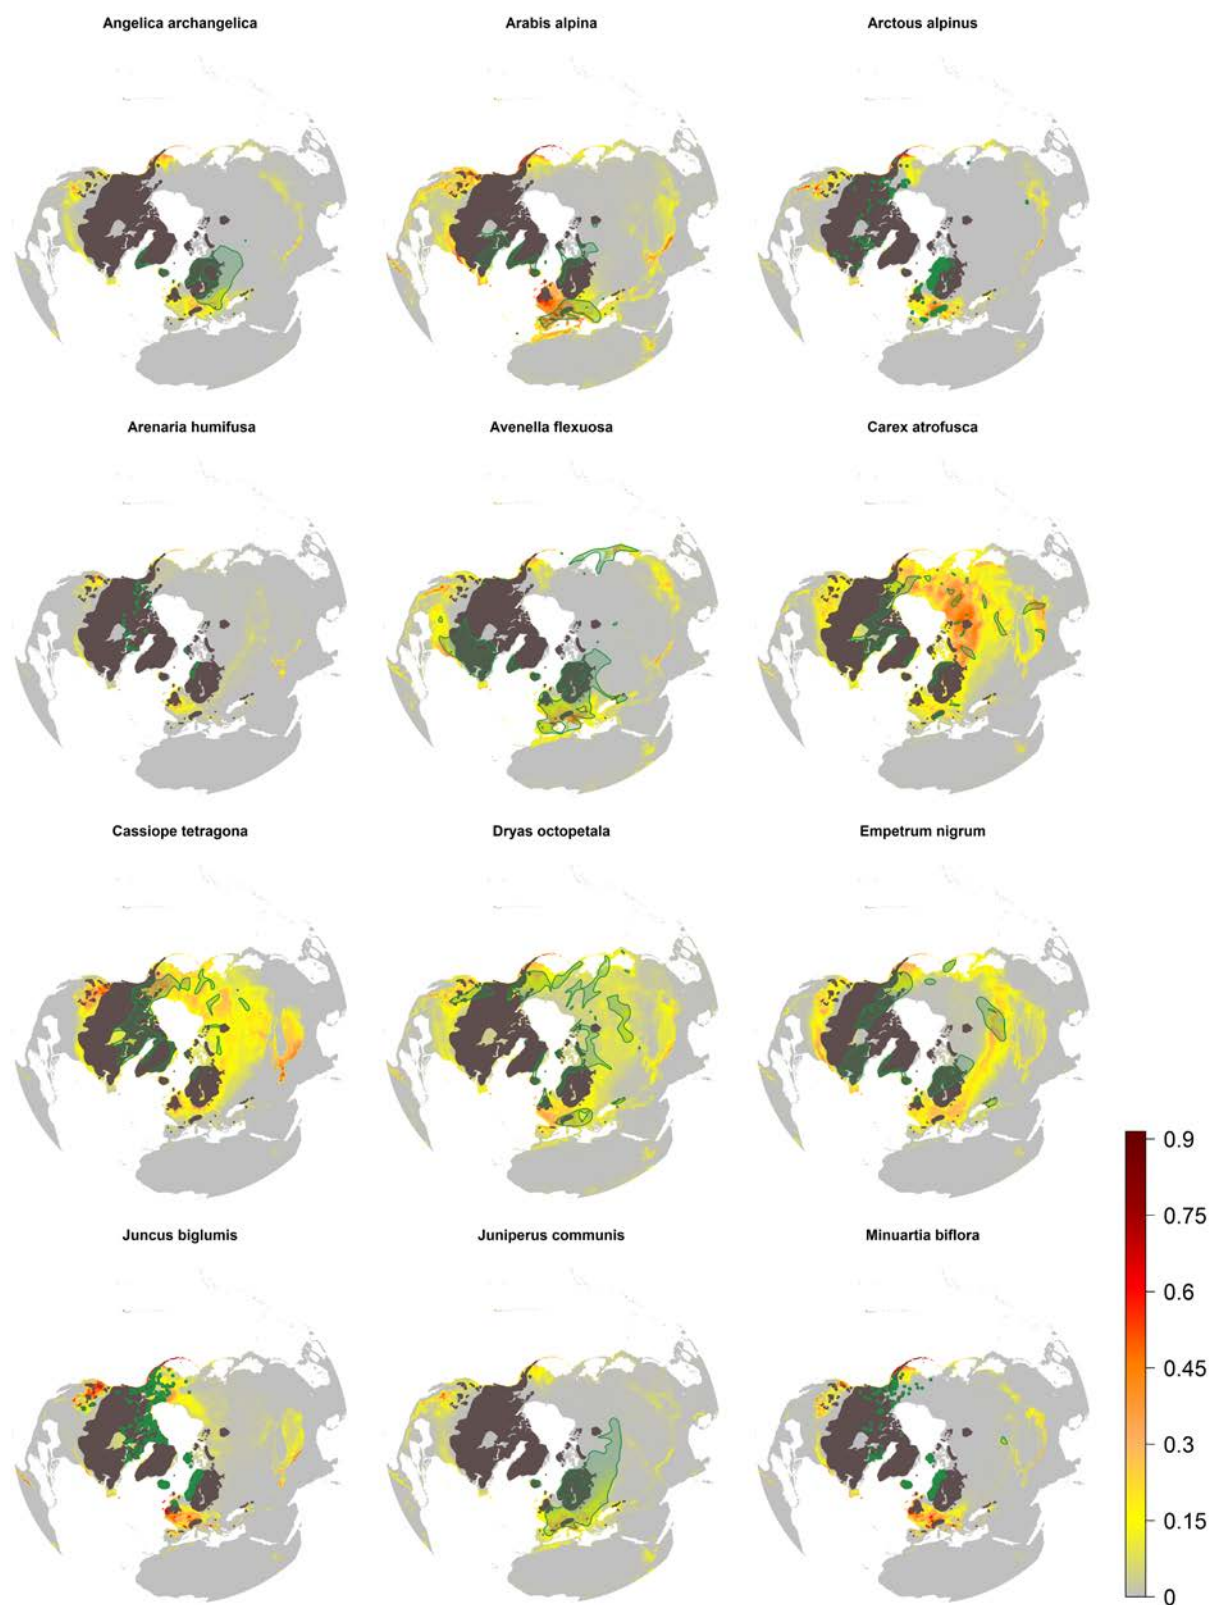 Angelica archangelica
Arabis alpina
Arctous alpinus
Arenaria humifusa
Avenella flexuosa
Carex atrofusca
Cassiope tetragona
Dryas octopetala
Empetrum nigrum
Juncus biglumis
Juniperus communis
Minuartia biflora
0.9
0.75
0.6
0.45
0.3
0.15
0